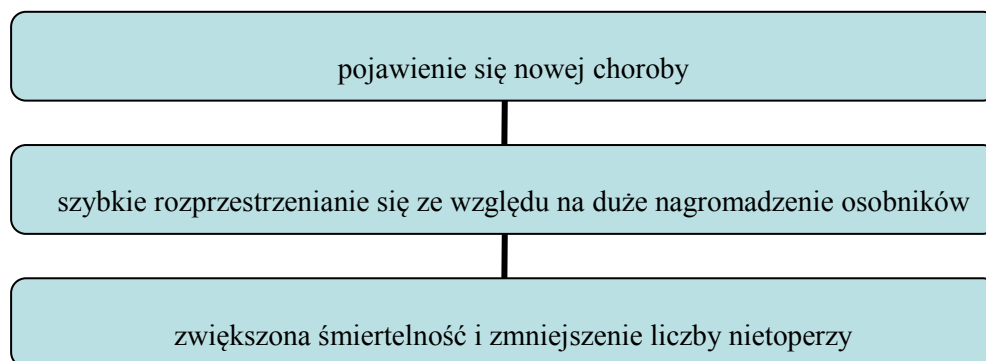 pojawienie się nowej choroby
szybkie rozprzestrzenianie się ze względu na duże nagromadzenie osobników
zwiększona śmiertelność i zmniejszenie liczby nietoperzy